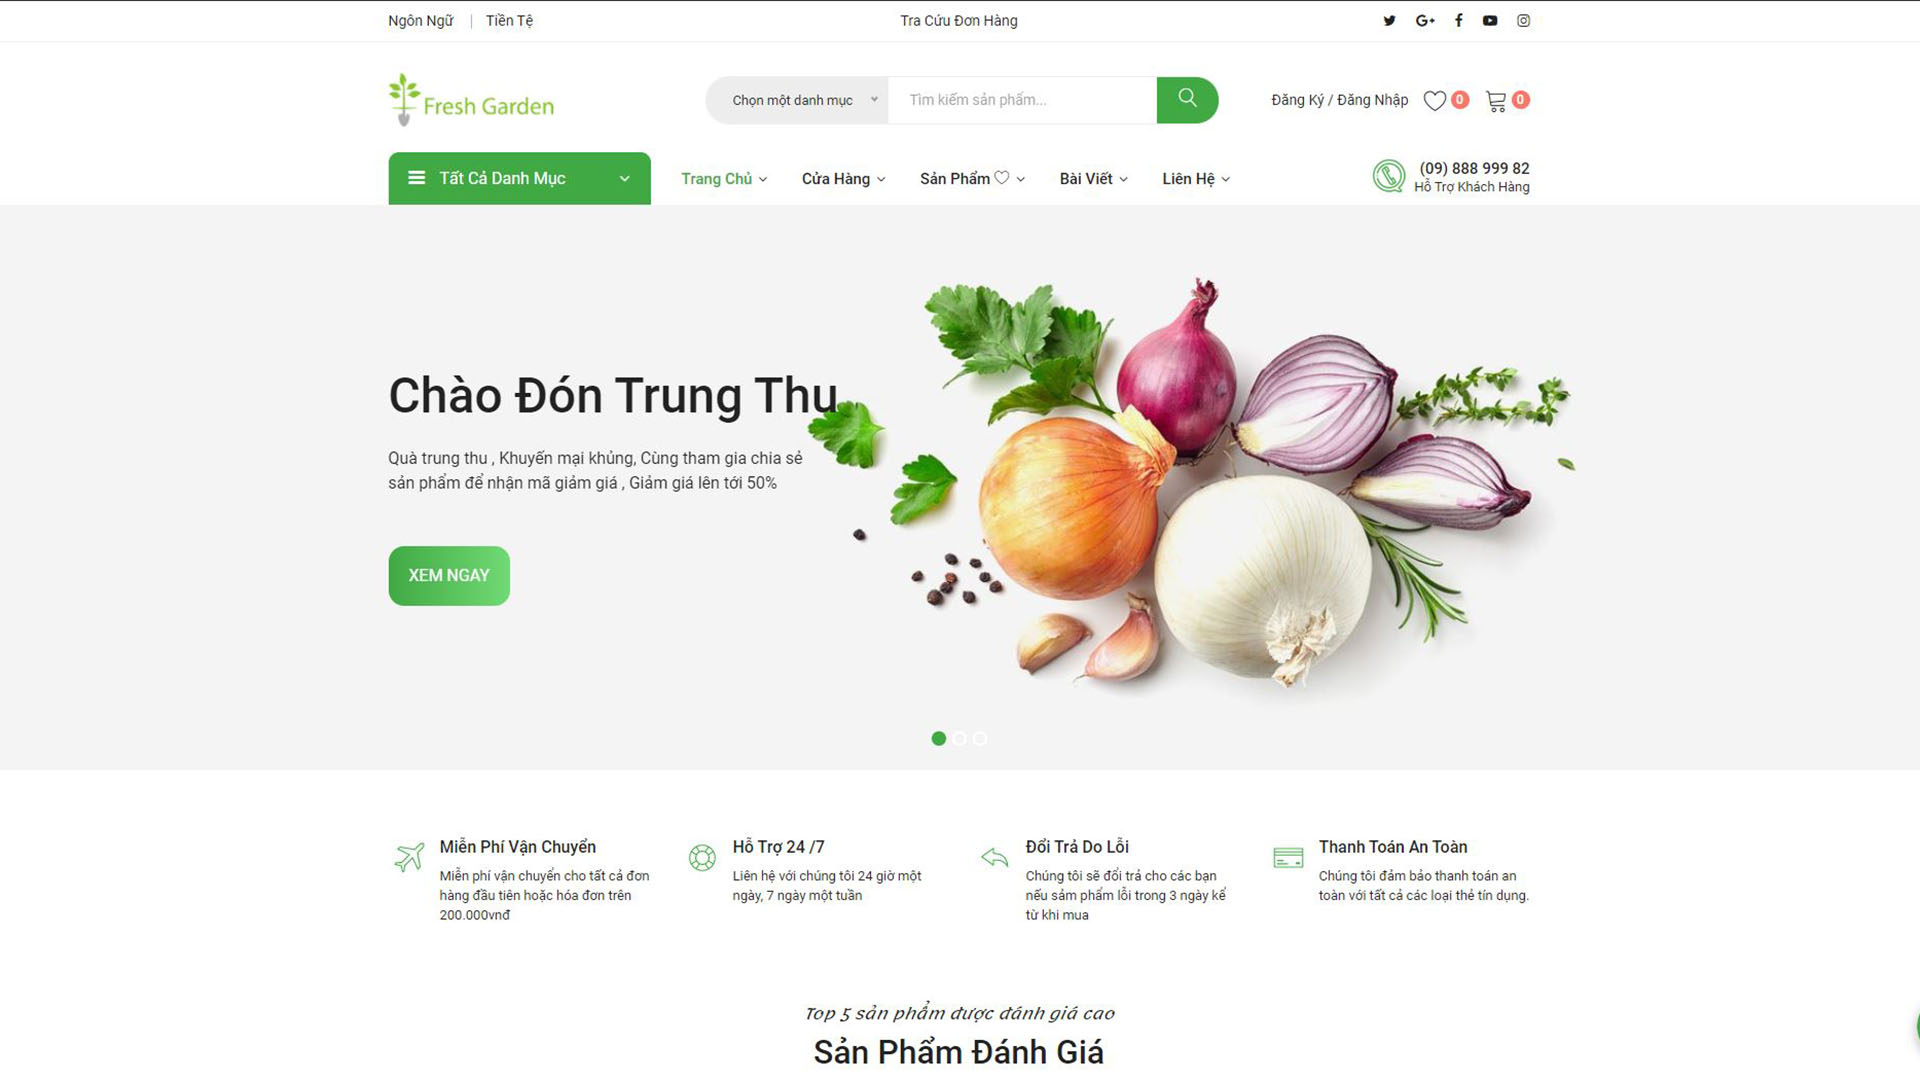 Ngôn Ngữ | Tiền Tệ
Tra Cứu Đơn Hàng
Fresh Garden
Chọn một danh mục
Tìm kiếm sản phẩm...
Đăng Ký / Đăng Nhập
0
0
Tất Cả Danh Mục
Trang Chủ
Cửa Hàng
Sản Phẩm
Bài Viết
Liên Hệ
(09) 888 999 82
Hỗ Trợ Khách Hàng
Chào Đón Trung Thu
Quà trung thu , Khuyến mại khủng, Cùng tham gia chia sẻ
sản phẩm để nhận mã giảm giá , Giảm giá lên tới 50%
XEM NGAY
Miễn Phí Vận Chuyển
Miễn phí vận chuyển cho tất cả đơn
hàng đầu tiên hoặc hóa đơn trên
200.000vnđ
Hỗ Trợ 24 /7
Liên hệ với chúng tôi 24 giờ một
ngày, 7 ngày một tuần
Đổi Trả Do Lỗi
Chúng tôi sẽ đổi trả cho các bạn
nếu sảm phẩm lỗi trong 3 ngày kể
từ khi mua
Thanh Toán An Toàn
Chúng tôi đảm bảo thanh toán an
toàn với tất cả các loại thẻ tín dụng.
Top 5 sản phẩm được đánh giá cao
Sản Phẩm Đánh Giá